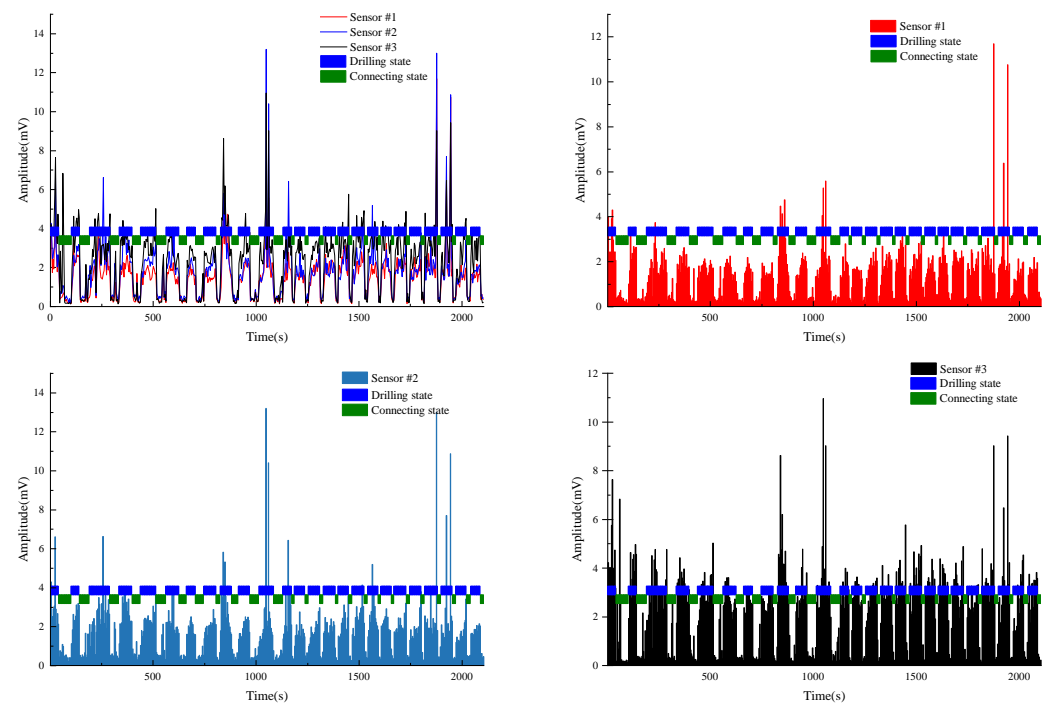 Sensor #1
Sensor #2
Sensor #3
Drilling state
Connecting state
14
12
10
8
6
4
2
0
Amplitude(mV)
0
500
1000
1500
2000
Time(s)
Sensor #1
Drilling state
Connecting state
12
10
8
6
4
2
0
Amplitude(mV)
500
1000
1500
2000
Time(s)
Sensor #2
Drilling state
Connecting state
14
12
10
8
6
4
2
0
Amplitude(mV)
500
1000
1500
2000
Time(s)
Sensor #3
Drilling state
Connecting state
12
10
8
6
4
2
0
Amplitude(mV)
500
1000
1500
2000
Time(s)